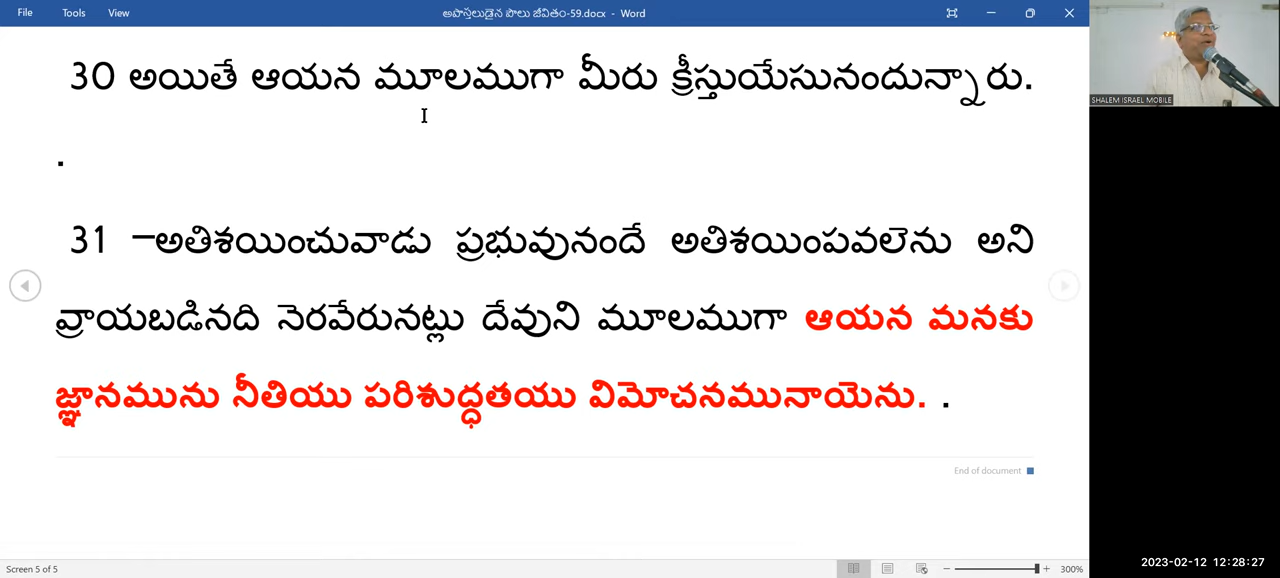 File Tools View అపొస్తలుడైన పౌలు జీవితం-59.docx - Word
30 అయితే ఆయన మూలముగా మీరు క్రీస్తుయేసునందున్నారు.
.
31 –అతిశయించువాడు ప్రభువునందే అతిశయింపవలెను అని
వ్రాయబడినది నెరవేరునట్లు దేవుని మూలముగా ఆయన మనకు
జ్ఞానమును నీతియు పరిశుద్ధతయు విమోచనమునాయెను. .
End of document
Screen 5 of 5
300%
SHALEM ISRAEL MOBILE
2023-02-12 12:28:27